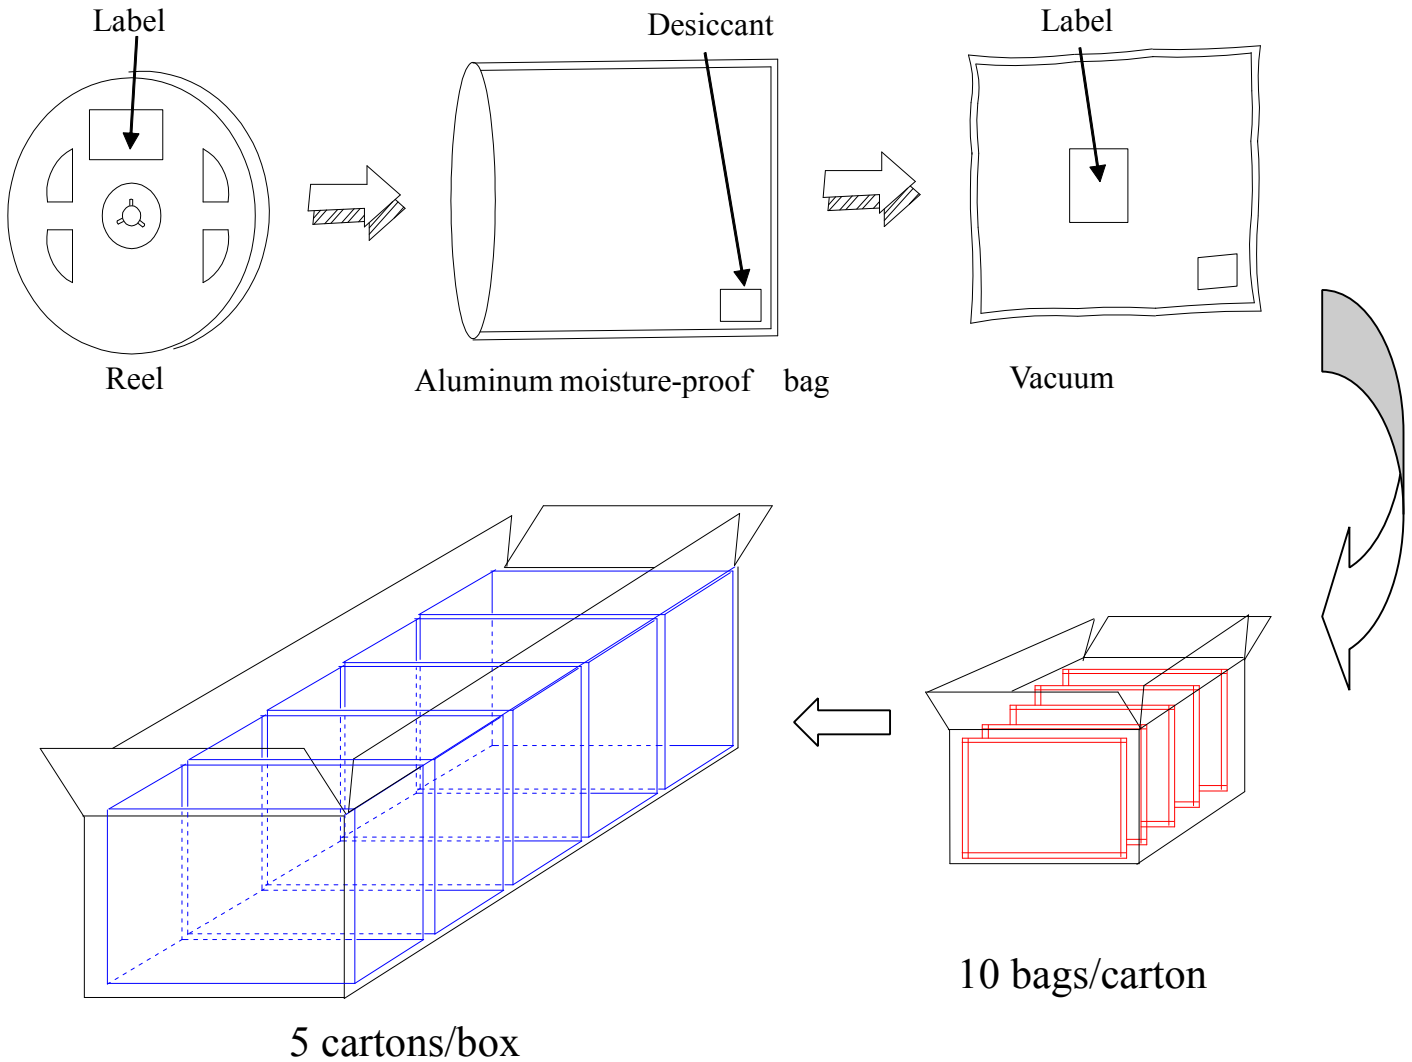 Label
Desiccant
Label
Reel
Aluminum moisture-proof bag
Vacuum
10 bags/carton
5 cartons/box